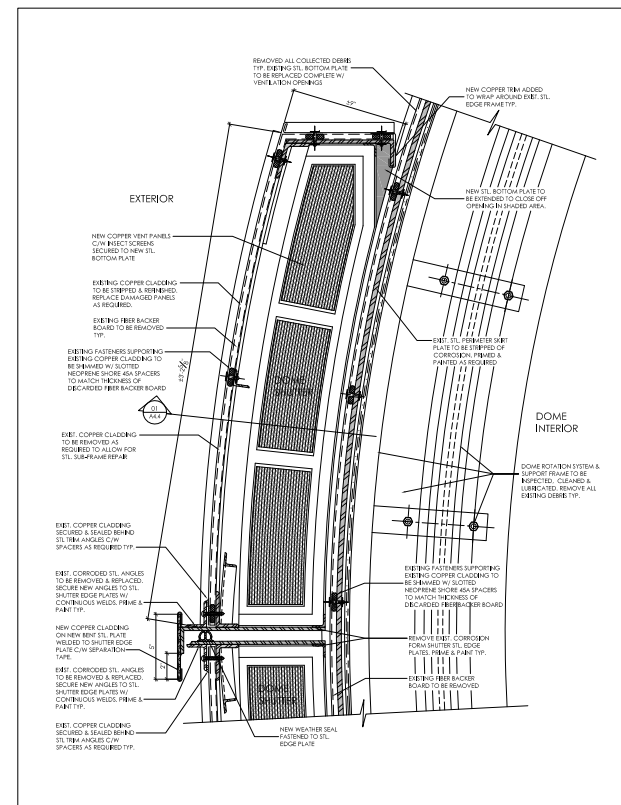 REMOVED ALL COLLECTED DEBRIS
TYP. EXISTING STL. BOTTOM PLATE
TO BE REPLACED COMPLETE W/
VENTILATION OPENINGS
NEW COPPER TRIM ADDED
TO WRAP AROUND EXIST. STL.
EDGE FRAME TYP.
±9"
EXTERIOR
NEW STL. BOTTOM PLATE TO
BE EXTENDED TO CLOSE OFF
OPENING IN SHADED AREA.
NEW COPPER VENT PANELS
C/W INSECT SCREENS
SECURED TO NEW STL.
BOTTOM PLATE
EXISTING COPPER CLADDING
TO BE STRIPPED & REFINISHED.
REPLACE DAMAGED PANELS
AS REQUIRED.
EXISTING FIBER BACKER
BOARD TO BE REMOVED
TYP.
EXIST. STL. PERIMETER SKIRT
PLATE TO BE STRIPPED OF
CORROSION, PRIMED &
PAINTED AS REQUIRED
EXISTING FASTENERS SUPPORTING
EXISTING COPPER CLADDING TO
BE SHIMMED W/ SLOTTED
NEOPRENE SHORE 45A SPACERS
TO MATCH THICKNESS OF
DISCARDED FIBER BACKER BOARD
DOME
SHUTTER
01
A4.4
DOME
INTERIOR
EXIST. COPPER CLADDING
TO BE REMOVED AS
REQUIRED TO ALLOW FOR
STL. SUB-FRAME REPAIR
DOME ROTATION SYSTEM &
SUPPORT FRAME TO BE
INSPECTED. CLEANED &
LUBRICATED. REMOVE ALL
EXISTING DEBRIS TYP.
EXIST. COPPER CLADDING
SECURED & SEALED BEHIND
STL TRIM ANGLES C/W
SPACERS AS REQUIRED TYP.
EXISTING FASTENERS SUPPORTING
EXISTING COPPER CLADDING TO
BE SHIMMED W/ SLOTTED
NEOPRENE SHORE 45A SPACERS
TO MATCH THICKNESS OF
DISCARDED FIBER BACKER BOARD
EXIST. CORRODED STL. ANGLES
TO BE REMOVED & REPLACED.
SECURE NEW ANGLES TO STL.
SHUTTER EDGE PLATES W/
CONTINUOUS WELDS. PRIME &
PAINT TYP.
NEW COPPER CLADDING
ON NEW BENT STL. PLATE
WELDED TO SHUTTER EDGE
PLATE C/W SEPARATION
TAPE.
5"
2"
REMOVE EXIST. CORROSION
FORM SHUTTER STL. EDGE
PLATES. PRIME & PAINT TYP.
EXIST. CORRODED STL. ANGLES
TO BE REMOVED & REPLACED.
SECURE NEW ANGLES TO STL.
SHUTTER EDGE PLATES W/
CONTINUOUS WELDS. PRIME &
PAINT TYP.
EXISTING FIBER BACKER
BOARD TO BE REMOVED
DOME
SHUTTER
EXIST. COPPER CLADDING
SECURED & SEALED BEHIND
STL TRIM ANGLES C/W
SPACERS AS REQUIRED TYP.
NEW WEATHER SEAL
FASTENED TO STL.
EDGE PLATE